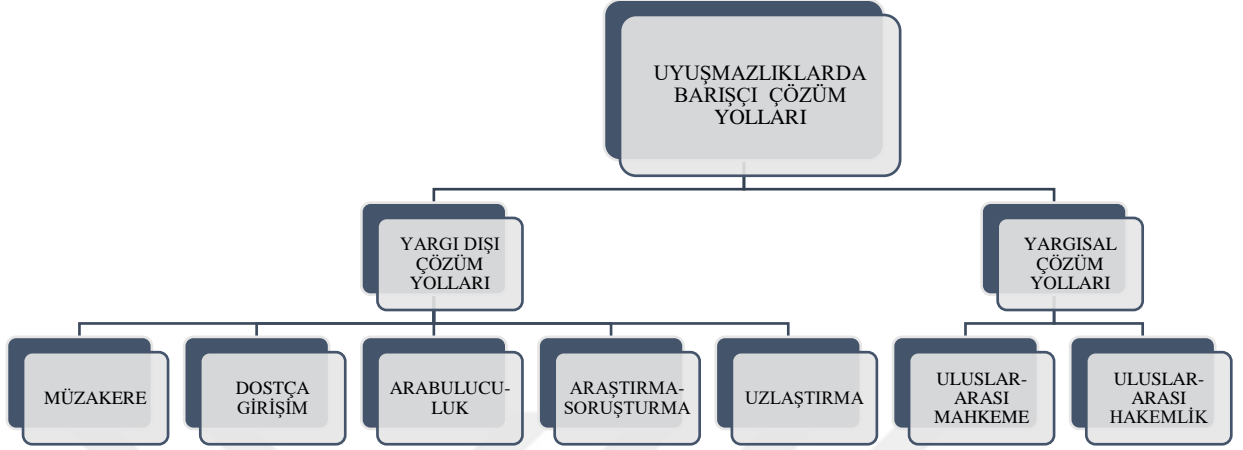 UYUŞMAZLIKLARDA
BARIŞÇI ÇÖZÜM
YOLLARI
YARGI DIŞI
ÇÖZÜM
YOLLARI
YARGISAL
ÇÖZÜM
YOLLARI
MÜZAKERE
DOSTÇA
GİRİŞİM
ARABULUCU-
LUK
ARAŞTIRMA-
SORUŞTURMA
UZLAŞTIRMA
ULUSLAR-
ARASI
MAHKEME
ULUSLAR-
ARASI
HAKEMLİK